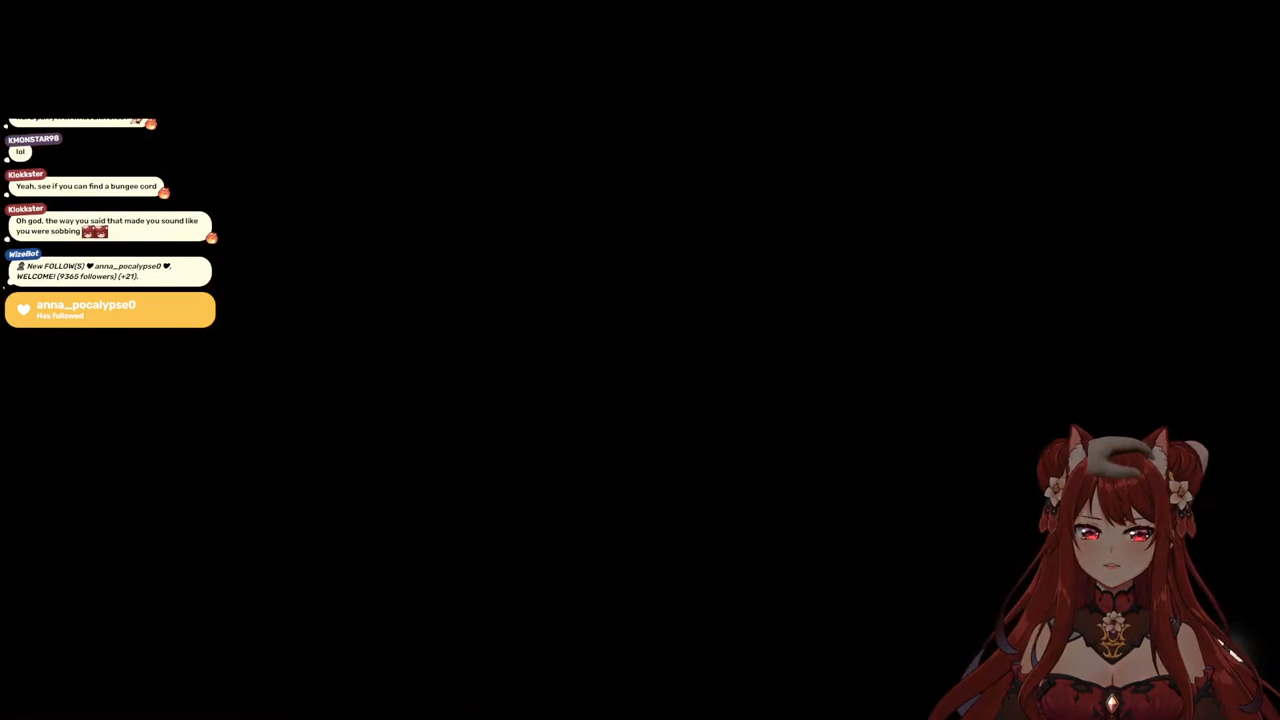 KMONSTAR98
lol
Klokkster
Yeah, see if you can find a bungee cord
Klokkster
Oh god, the way you said that made you sound like
you were sobbing
WizeBot
New FOLLOW(S) ❤ anna_pocalypse0 ❤,
WELCOME! (9365 followers) (+21).
anna_pocalypse0
Has followed